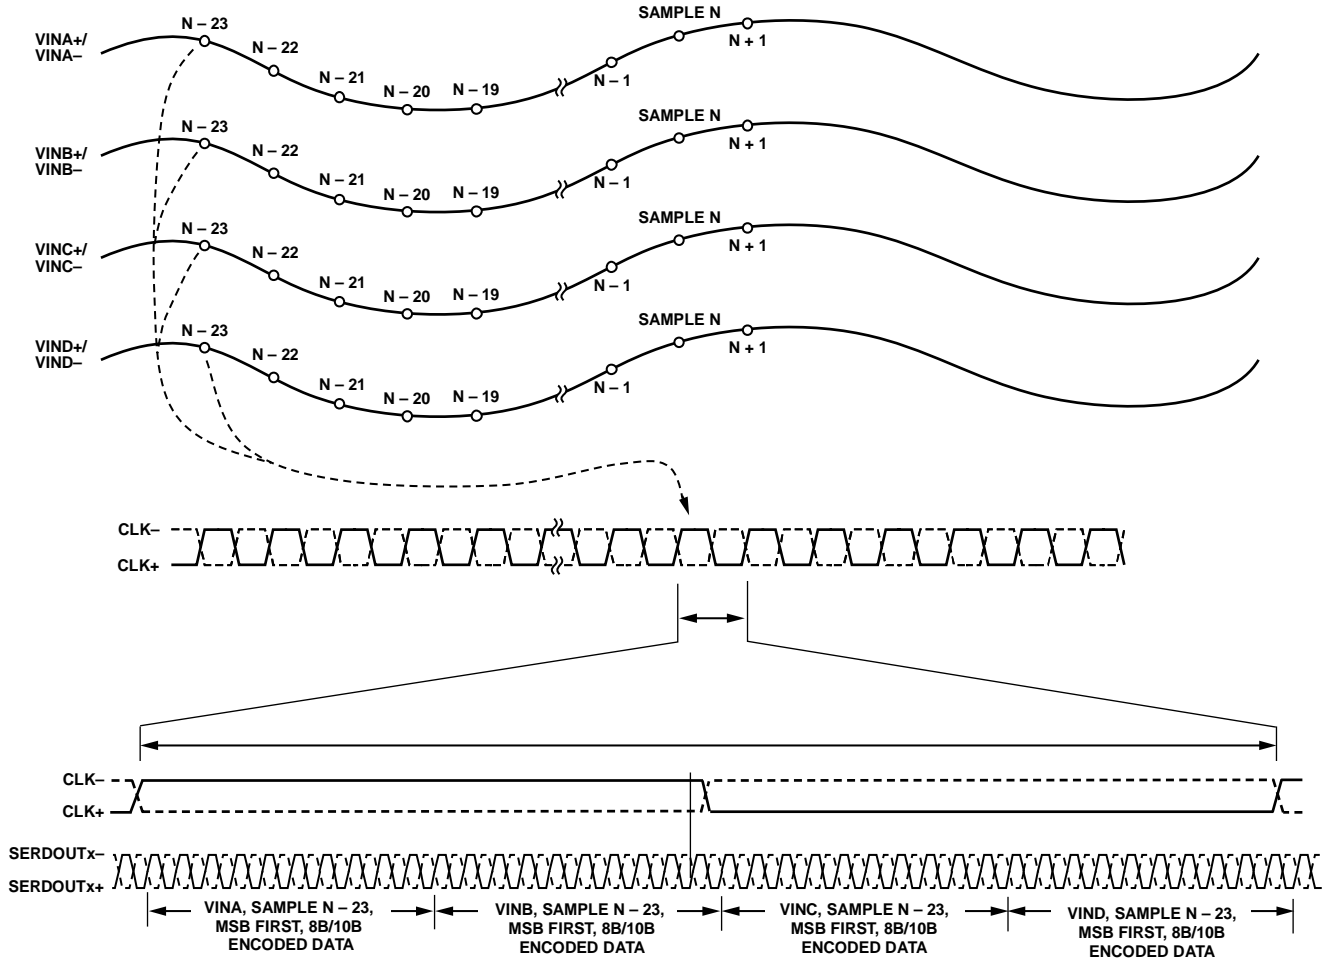 SAMPLE N
N – 23
VINA+/
VINA–
N – 22
N + 1
N – 21
N – 20
N – 19
N – 1
SAMPLE N
N – 23
VINB+/
VINB–
N – 22
N + 1
N – 21
N – 20
N – 19
N – 1
SAMPLE N
N – 23
VINC+/
VINC–
N – 22
N + 1
N – 21
N – 20
N – 19
N – 1
SAMPLE N
N – 23
VIND+/
VIND–
N – 22
N + 1
N – 21
N – 20
N – 19
N – 1
CLK–
CLK+
CLK–
CLK+
SERDOUTx–
SERDOUTx+
VINA, SAMPLE N – 23,
MSB FIRST, 8B/10B
ENCODED DATA
VINB, SAMPLE N – 23,
MSB FIRST, 8B/10B
ENCODED DATA
VINC, SAMPLE N – 23,
MSB FIRST, 8B/10B
ENCODED DATA
VIND, SAMPLE N – 23,
MSB FIRST, 8B/10B
ENCODED DATA